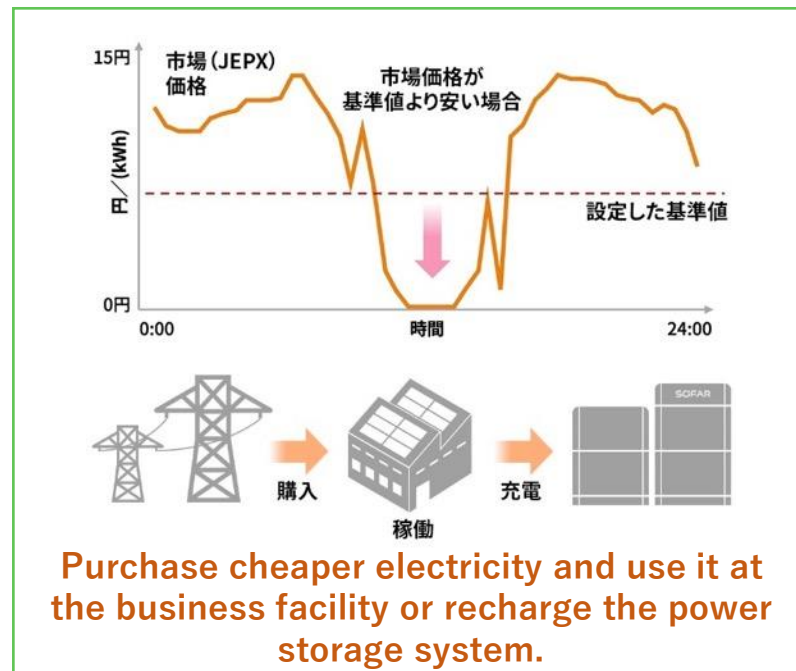 15円
市場（JEPX）
価格
市場価格が
基準値より安い場合
円／(kWh)
設定した基準値
0円
0:00
時間
24:00
SOFAR
購入
充電
稼働
Purchase cheaper electricity and use it at
the business facility or recharge the power
storage system.